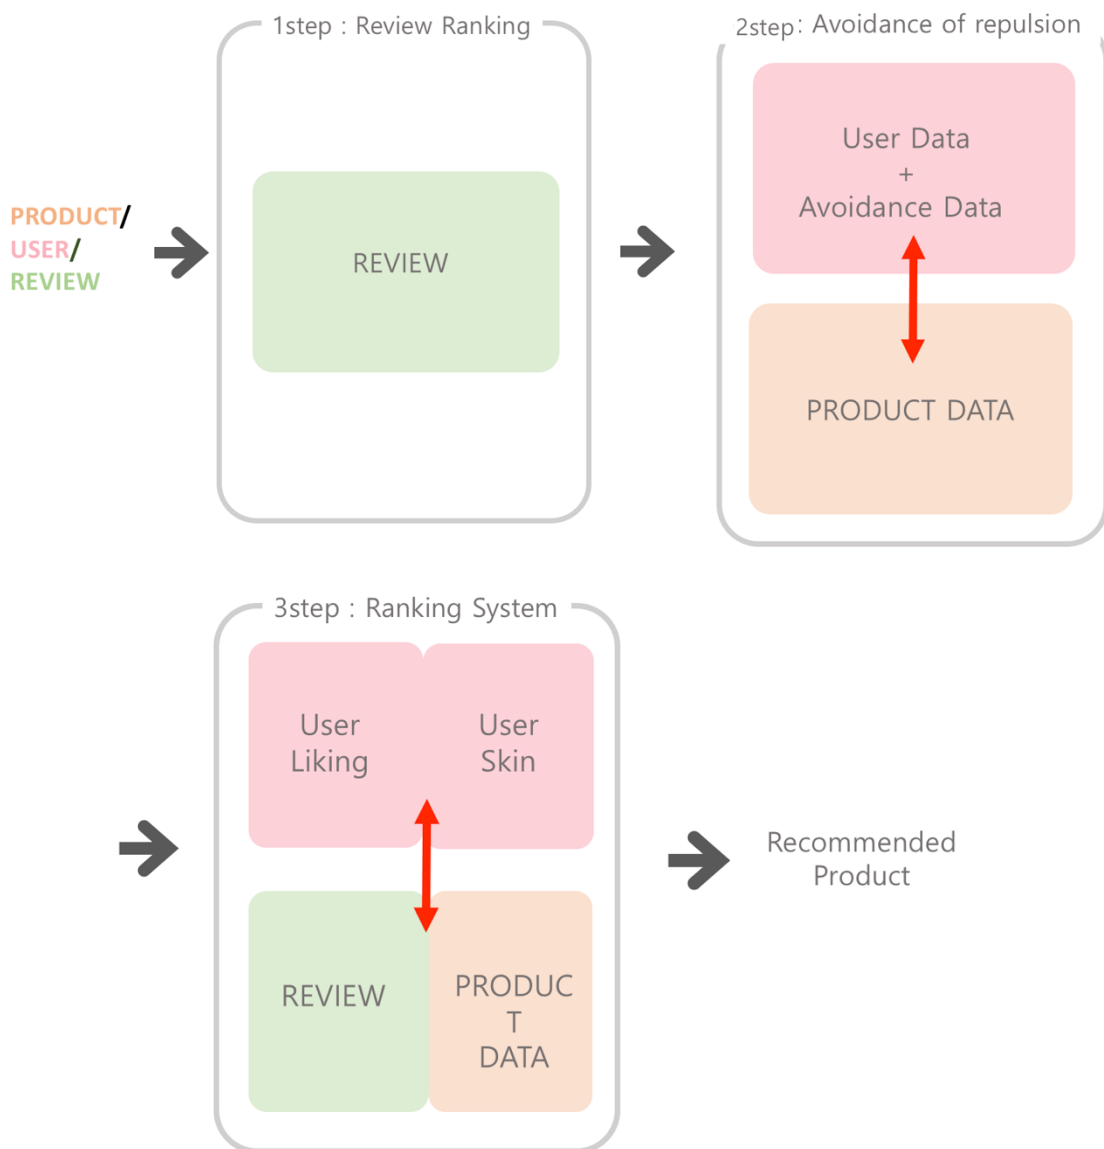 1step : Review Ranking
2step: Avoidance of repulsion
PRODUCT/
USER/
REVIEW
REVIEW
User Data
+
Avoidance Data
PRODUCT DATA
3step : Ranking System
User
Liking
User
Skin
REVIEW
PRODUC
T
DATA
Recommended
Product